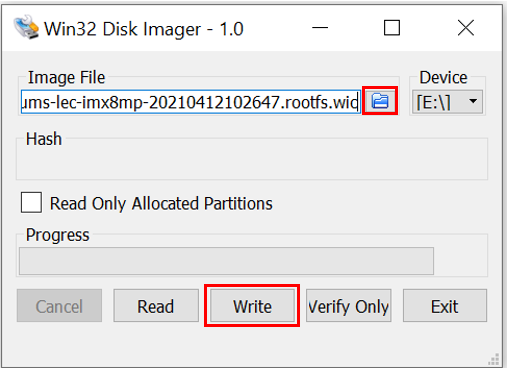 Win32 Disk Imager - 1.0
Image File
Device
ums-lec-imx8mp-20210412102647.rootfs.wic
[E:\]
Hash
Read Only Allocated Partitions
Progress
Cancel
Read
Write
Verify Only
Exit